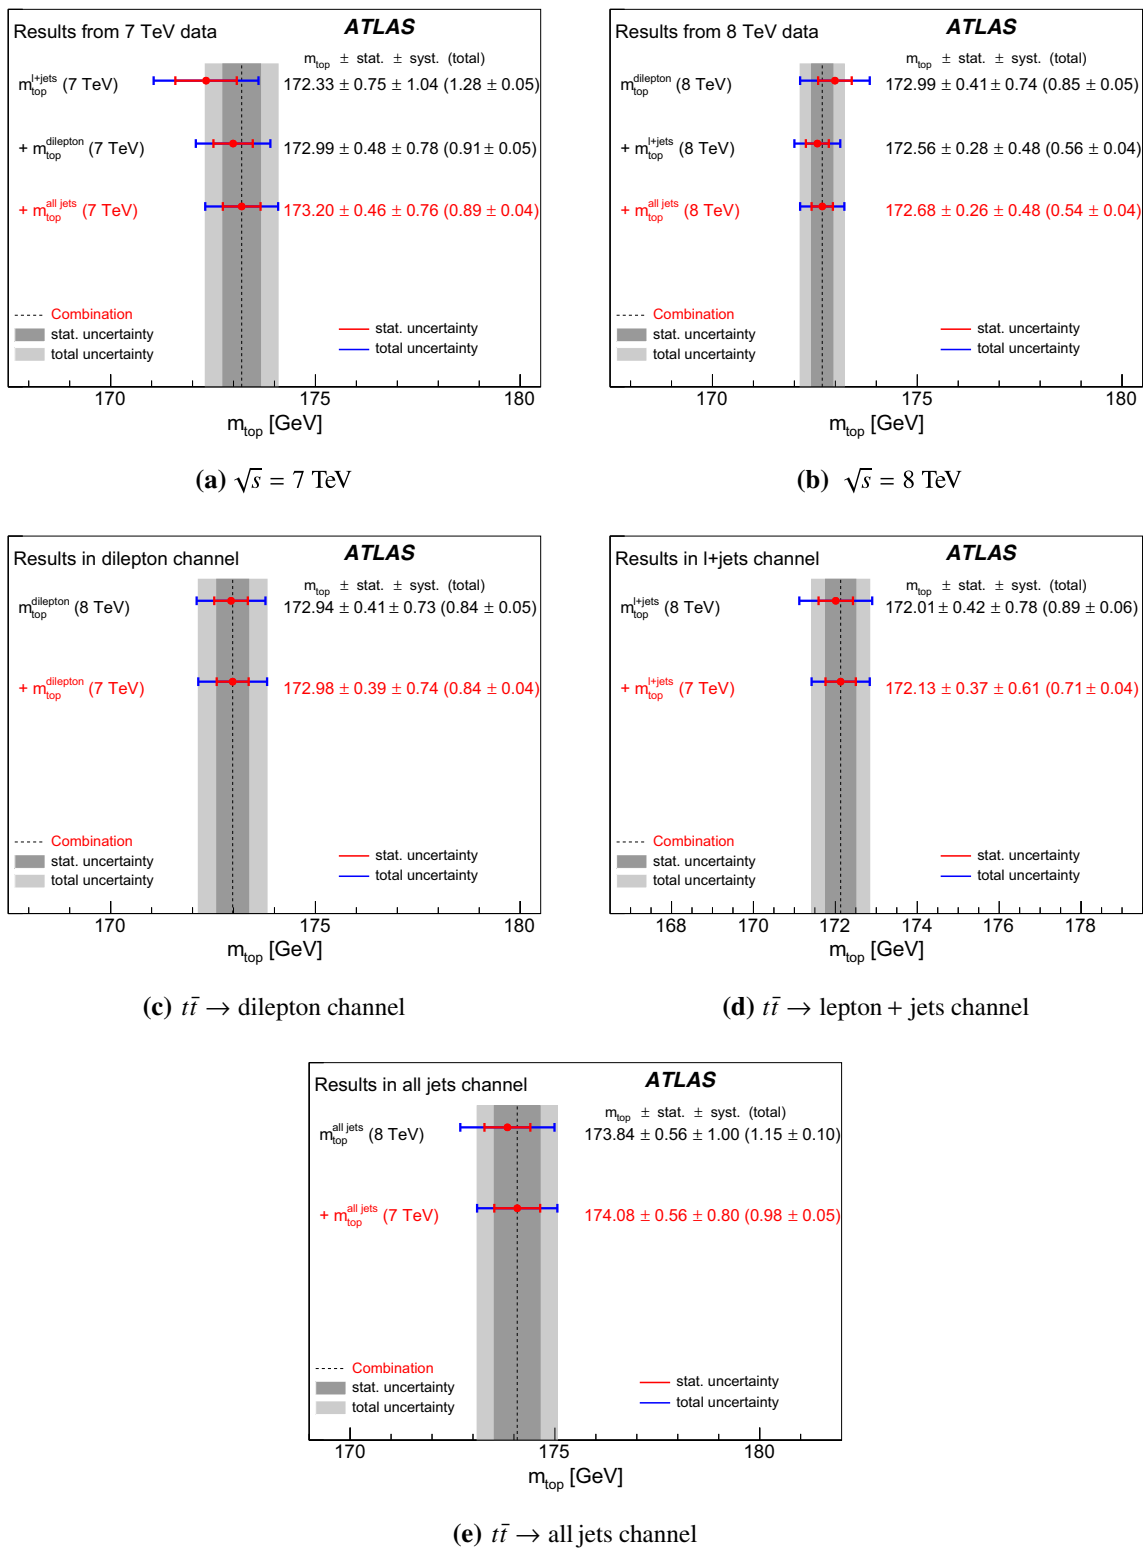 Results from 7 TeV data ATLAS
m_top ± stat. ± syst. (total)
m_top^l+jets (7 TeV) 172.33 ± 0.75 ± 1.04 (1.28 ± 0.05)
+ m_top^dilepton (7 TeV) 172.99 ± 0.48 ± 0.78 (0.91 ± 0.05)
+ m_top^all jets (7 TeV) 173.20 ± 0.46 ± 0.76 (0.89 ± 0.04)
Combination
stat. uncertainty stat. uncertainty
total uncertainty total uncertainty
170 175 180
m_top [GeV]
(a) √s = 7 TeV
Results from 8 TeV data ATLAS
m_top ± stat. ± syst. (total)
m_top^dilepton (8 TeV) 172.99 ± 0.41 ± 0.74 (0.85 ± 0.05)
+ m_top^l+jets (8 TeV) 172.56 ± 0.28 ± 0.48 (0.56 ± 0.04)
+ m_top^all jets (8 TeV) 172.68 ± 0.26 ± 0.48 (0.54 ± 0.04)
Combination
stat. uncertainty stat. uncertainty
total uncertainty total uncertainty
170 175 180
m_top [GeV]
(b) √s = 8 TeV
Results in dilepton channel ATLAS
m_top ± stat. ± syst. (total)
m_top^dilepton (8 TeV) 172.94 ± 0.41 ± 0.73 (0.84 ± 0.05)
+ m_top^dilepton (7 TeV) 172.98 ± 0.39 ± 0.74 (0.84 ± 0.04)
Combination
stat. uncertainty stat. uncertainty
total uncertainty total uncertainty
170 175 180
m_top [GeV]
(c) tt̄ → dilepton channel
Results in l+jets channel ATLAS
m_top ± stat. ± syst. (total)
m_top^l+jets (8 TeV) 172.01 ± 0.42 ± 0.78 (0.89 ± 0.06)
+ m_top^l+jets (7 TeV) 172.13 ± 0.37 ± 0.61 (0.71 ± 0.04)
Combination
stat. uncertainty stat. uncertainty
total uncertainty total uncertainty
168 170 172 174 176 178
m_top [GeV]
(d) tt̄ → lepton + jets channel
Results in all jets channel ATLAS
m_top ± stat. ± syst. (total)
m_top^all jets (8 TeV) 173.84 ± 0.56 ± 1.00 (1.15 ± 0.10)
+ m_top^all jets (7 TeV) 174.08 ± 0.56 ± 0.80 (0.98 ± 0.05)
Combination
stat. uncertainty stat. uncertainty
total uncertainty total uncertainty
170 175 180
m_top [GeV]
(e) tt̄ → all jets channel